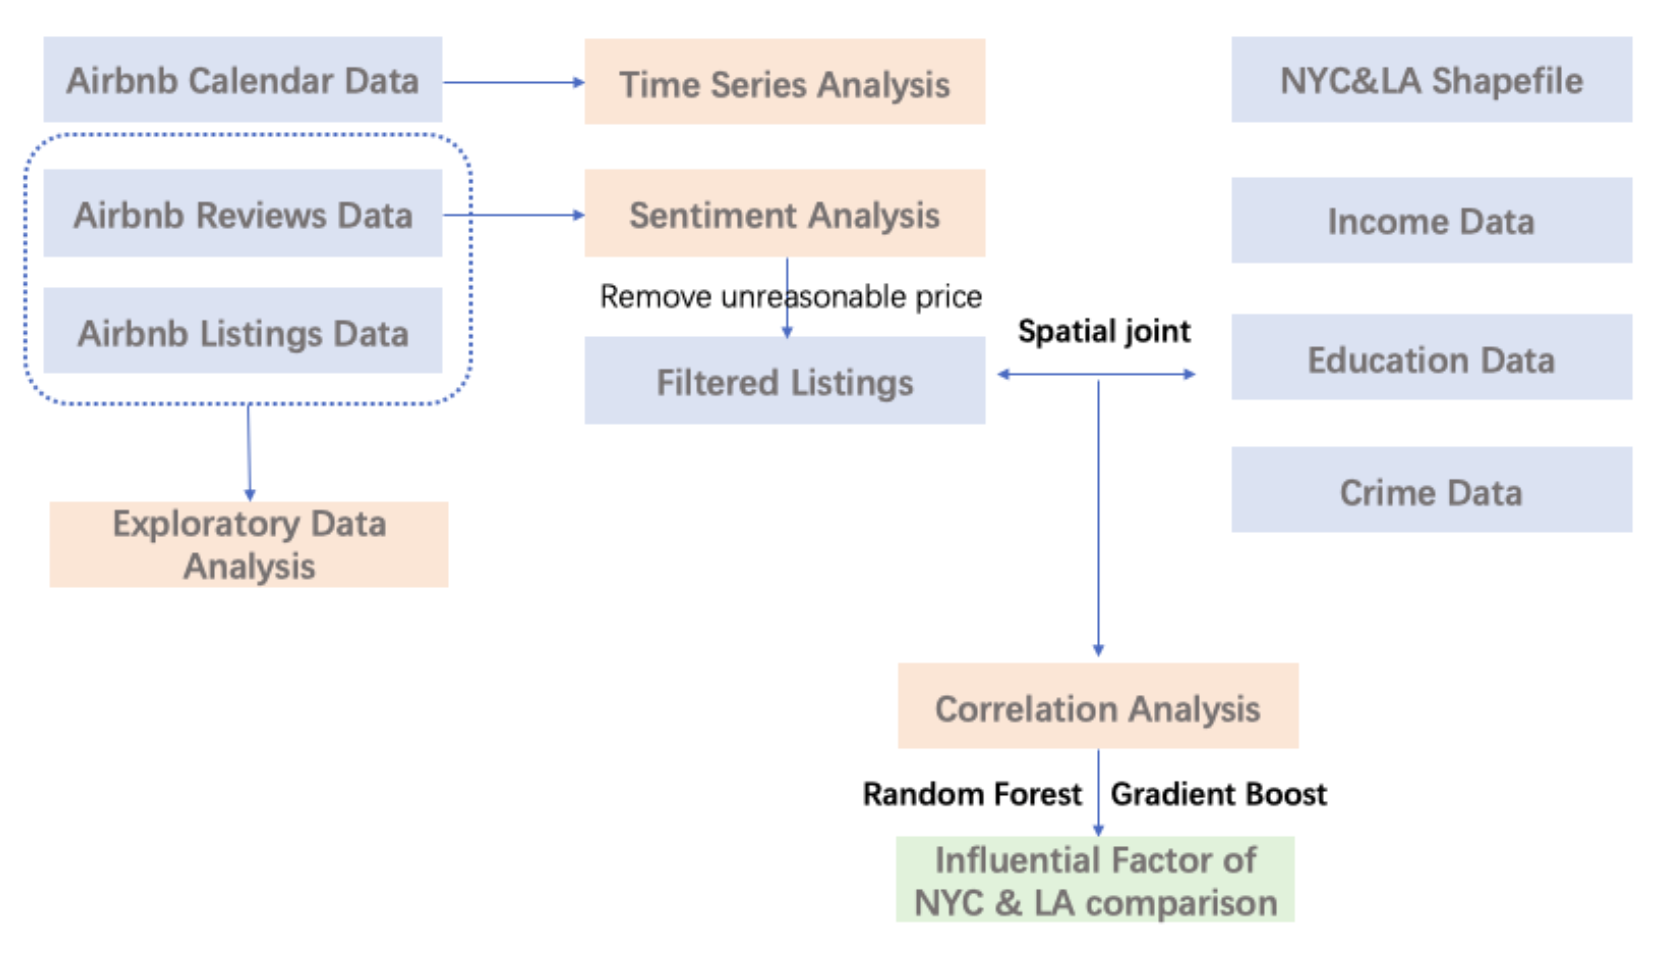 Airbnb Calendar Data
Time Series Analysis
NYC&LA Shapefile
Airbnb Reviews Data
Sentiment Analysis
Income Data
Remove unreasonable price
Airbnb Listings Data
Spatial joint
Filtered Listings
Education Data
Crime Data
Exploratory Data
Analysis
Correlation Analysis
Random Forest
Gradient Boost
Influential Factor of
NYC & LA comparison